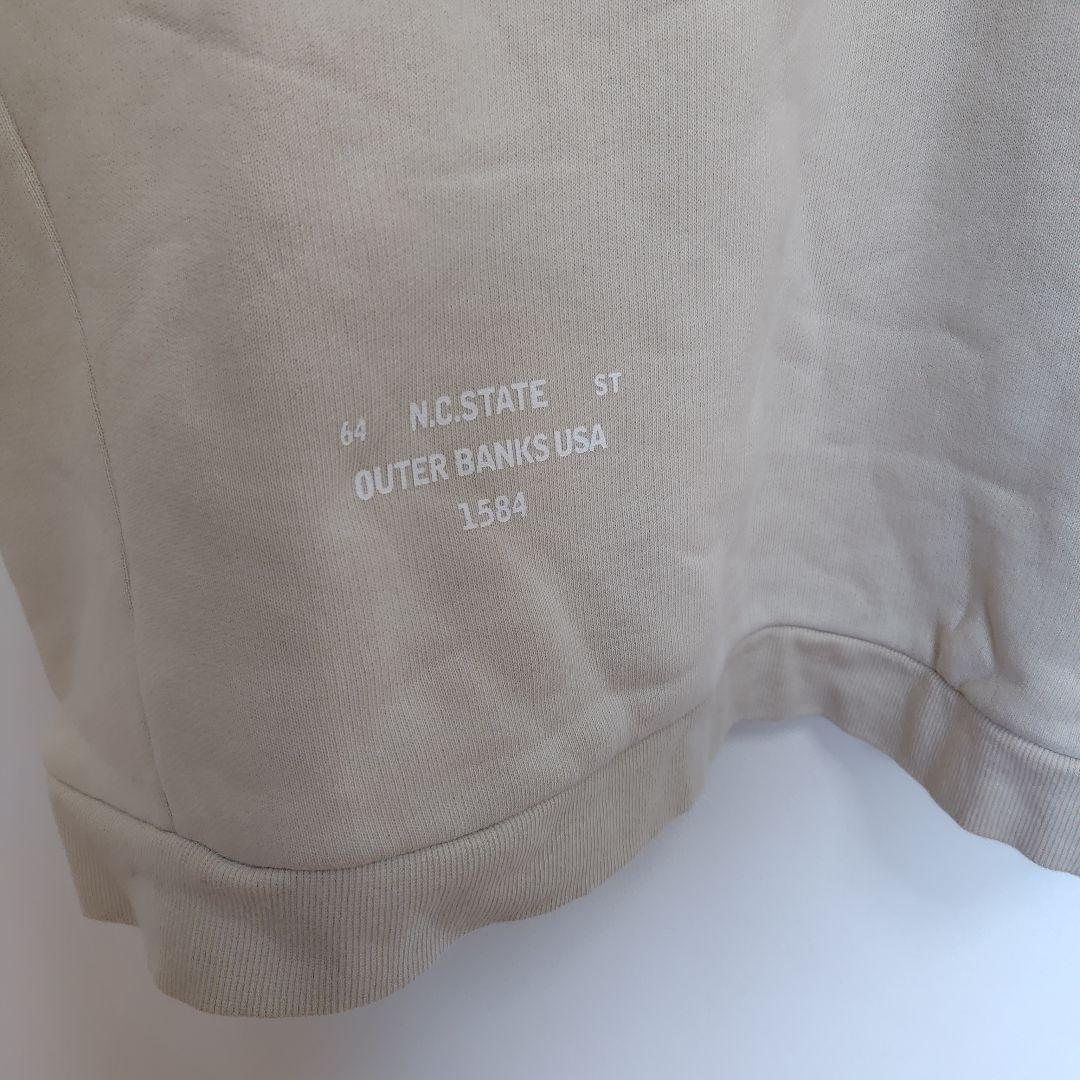 64 N.C.STATE ST
OUTER BANKS USA
1584